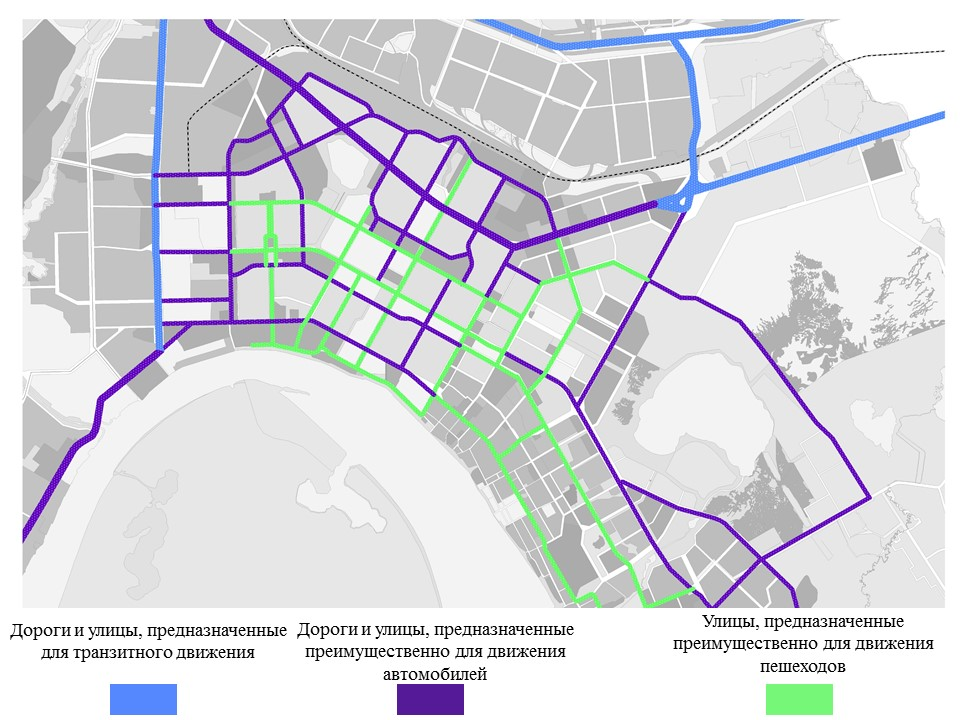 Дороги и улицы, предназначенные
для транзитного движения
Дороги и улицы, предназначенные
преимущественно для движения
автомобилей
Улицы, предназначенные
преимущественно для движения
пешеходов